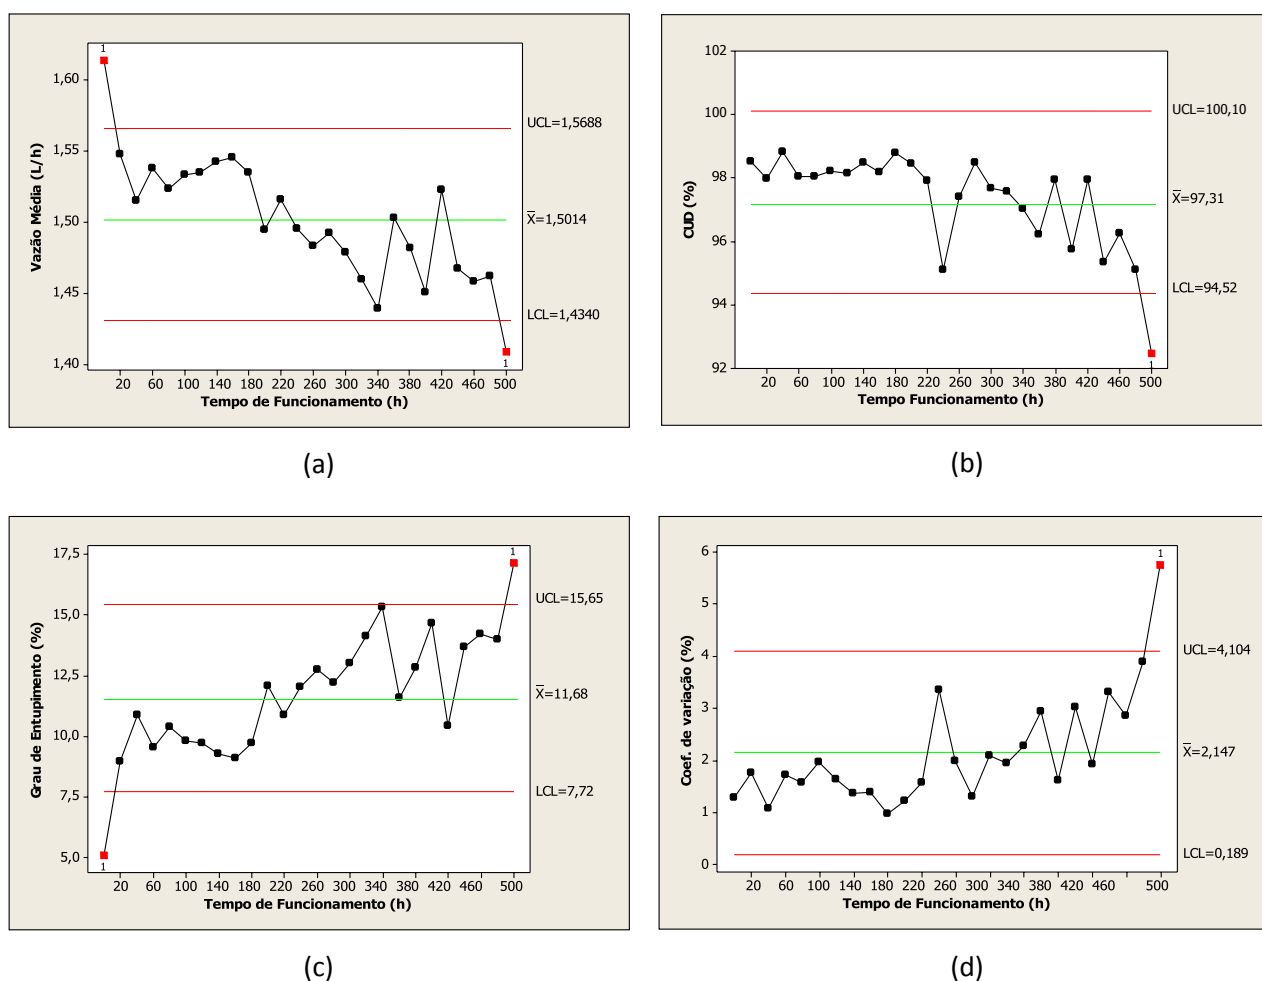 1
1,60
UCL=1,5688
1,55
Vazão Média (L/h)
1,50
X̅=1,5014
1,45
LCL=1,4340
1,40
1
20 60 100 140 180 220 260 300 340 380 420 460 500
Tempo de Funcionamento (h)
(a)
102
100
UCL=100,10
98
CUD (%)
X̅=97,31
96
LCL=94,52
94
92
1
20 60 100 140 180 220 260 300 340 380 420 460 500
Tempo Funcionamento (h)
(b)
1
17,5
UCL=15,65
15,0
Grau de Entupimento (%)
12,5
X̅=11,68
10,0
LCL=7,72
7,5
5,0
1
20 60 100 140 180 220 260 300 340 380 420 460 500
Tempo de Funcionamento (h)
(c)
1
6
5
UCL=4,104
4
Coef. de variação (%)
3
X̅=2,147
2
1
LCL=0,189
0
20 60 100 140 180 220 260 300 340 380 420 460 500
Tempo de Funcionamento (h)
(d)